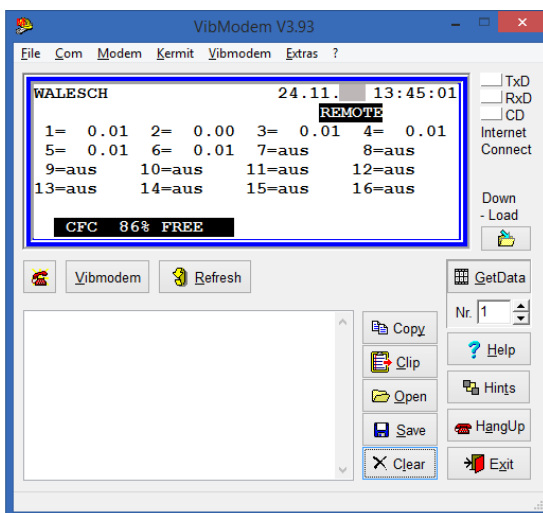 VibModem V3.93
File Com Modem Kermit Vibmodem Extras ?
WALESCH 24.11. 13:45:01
REMOTE
1= 0.01 2= 0.00 3= 0.01 4= 0.01
5= 0.01 6= 0.01 7=aus 8=aus
9=aus 10=aus 11=aus 12=aus
13=aus 14=aus 15=aus 16=aus
CFC 86% FREE
TxD
RxD
CD
Internet
Connect
Down
- Load
Vibmodem Refresh
GetData
Nr. 1
Copy
Clip
Open
Save
Clear
Help
Hints
HangUp
Exit